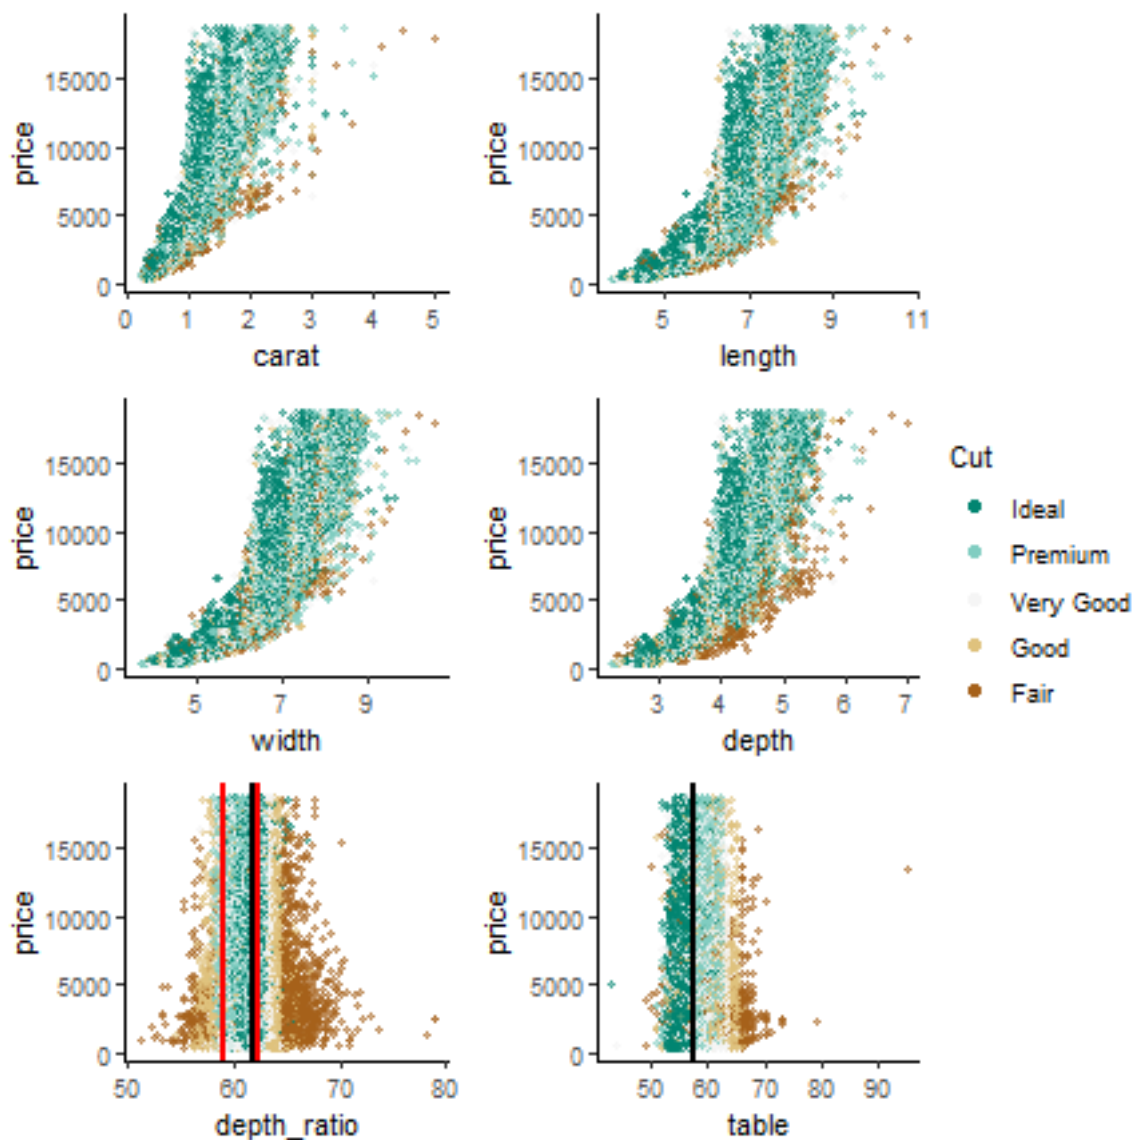 price
15000
10000
5000
0
0 1 2 3 4 5
carat
price
15000
10000
5000
0
5 7 9 11
length
price
15000
10000
5000
0
5 7 9
width
price
15000
10000
5000
0
3 4 5 6 7
depth
Cut
Ideal
Premium
Very Good
Good
Fair
price
15000
10000
5000
0
50 60 70 80
depth_ratio
price
15000
10000
5000
0
50 60 70 80 90
table